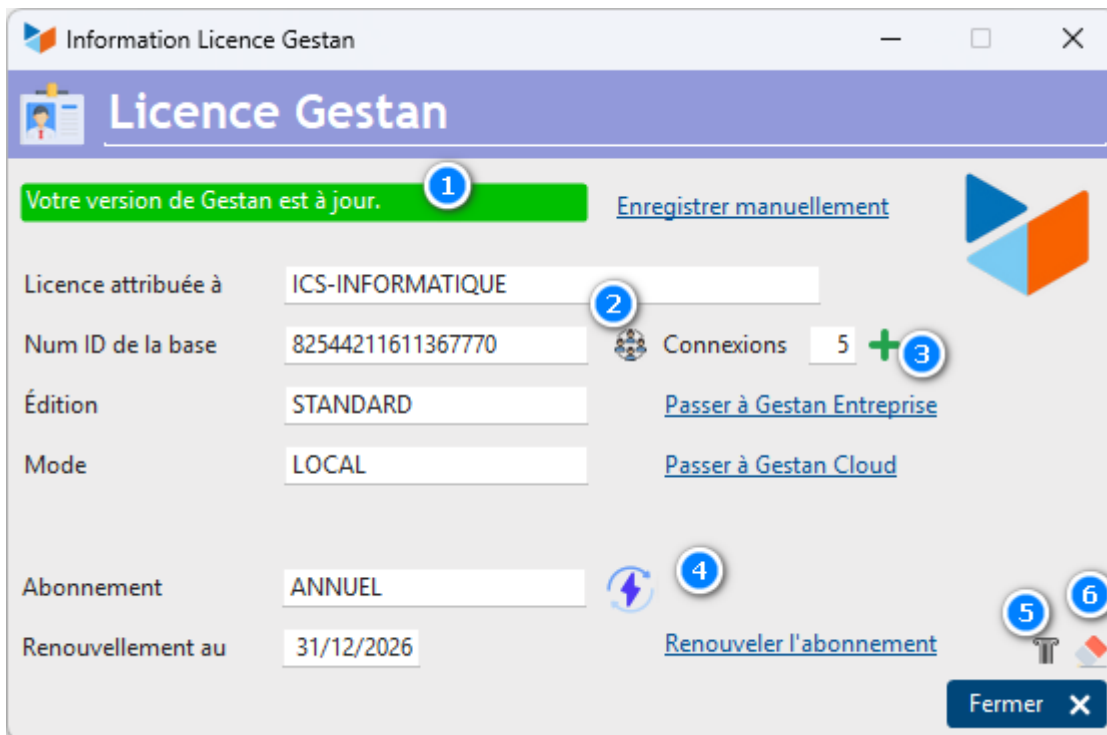 Information Licence Gestan
Licence Gestan
Votre version de Gestan est à jour. 1 Enregistrer manuellement
Licence attribuée à ICS-INFORMATIQUE
2
Num ID de la base 82544211611367770 Connexions 5 3
Édition STANDARD Passer à Gestan Entreprise
Mode LOCAL Passer à Gestan Cloud
Abonnement ANNUEL 4
5 6
Renouvellement au 31/12/2026 Renouveler l'abonnement
Fermer